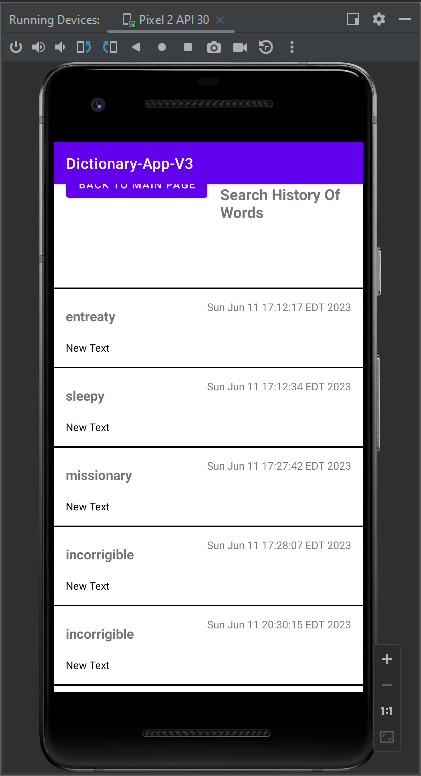 Running Devices:
Pixel 2 API 30
Dictionary-App-V3
BACK TO MAIN PAGE
Search History Of
Words
Sun Jun 11 17:12:17 EDT 2023
entreaty
New Text
Sun Jun 11 17:12:34 EDT 2023
sleepy
New Text
Sun Jun 11 17:27:42 EDT 2023
missionary
New Text
Sun Jun 11 17:28:07 EDT 2023
incorrigible
New Text
Sun Jun 11 20:30:15 EDT 2023
incorrigible
New Text
1:1